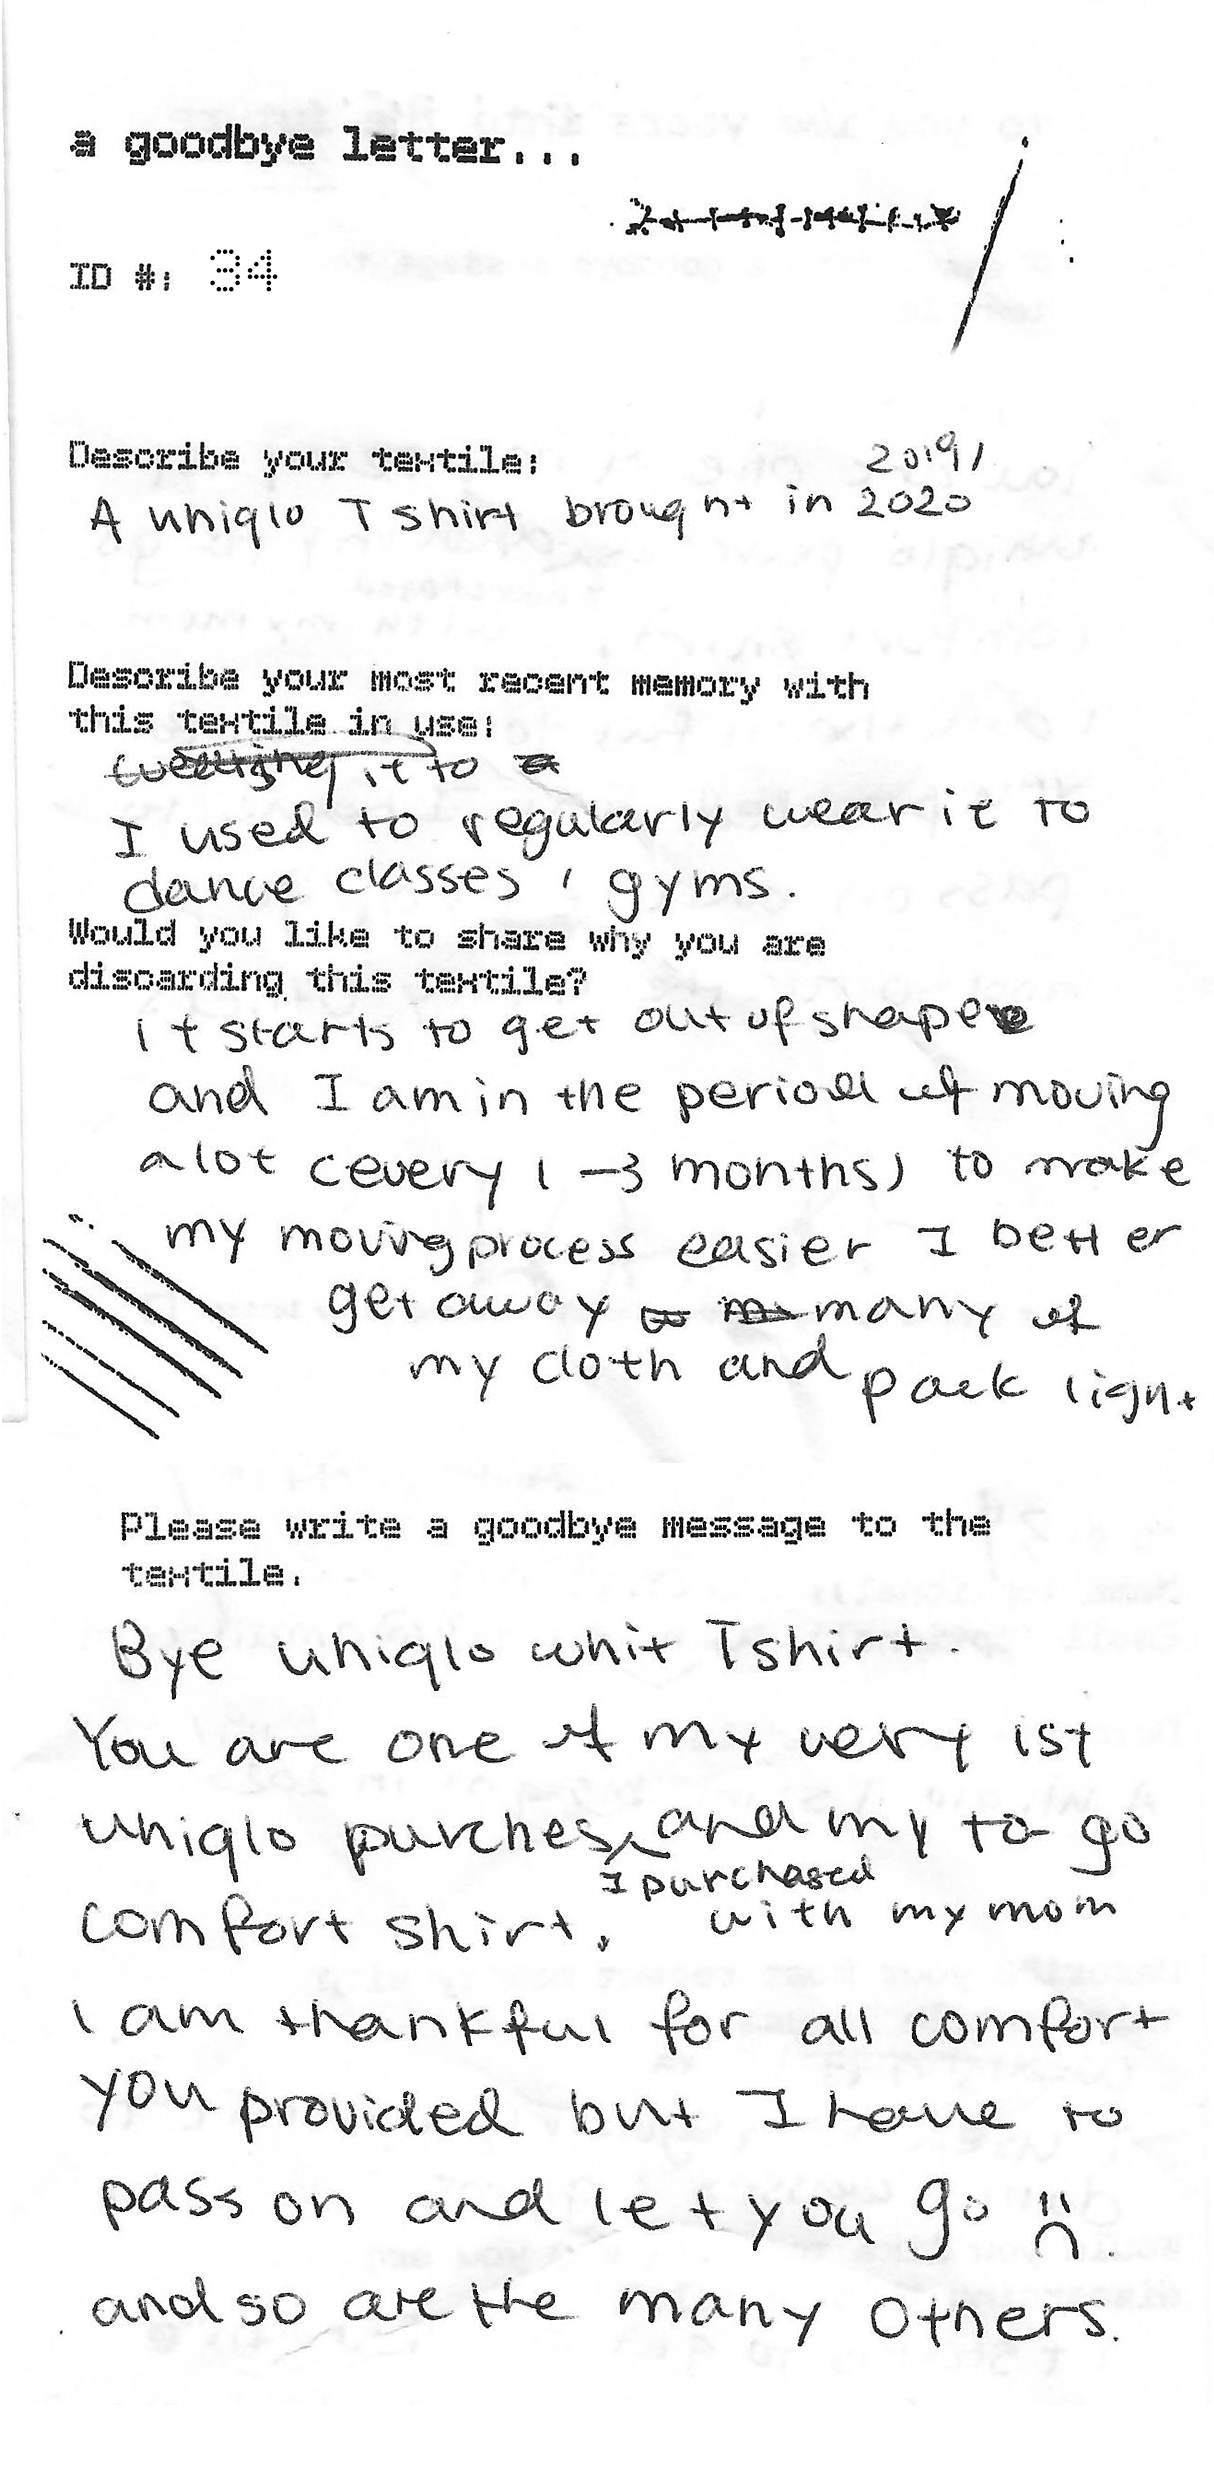 a goodbye letter...
ID #: 34
Describe your textile:
2019/
A uniqlo T shirt brought in 2020
Describe your most recent memory with
this textile in use:
it to a
I used to regularly wear it to
dance classes, gyms.
Would you like to share why you are
discarding this textile?
It starts to get out of shape
and I am in the period of moving
a lot (every 1-3 months) to make
my moving process easier I better
get away many of
my cloth and pack light
Please write a goodbye message to the
textile.
Bye uniqlo whit Tshirt.
You are one of my very 1st
uniqlo purches, and my to go
I purchased
comfort shirt. with my mom
I am thankful for all comfort
you provided but I have to
pass on and let you go :(
and so are the many others.